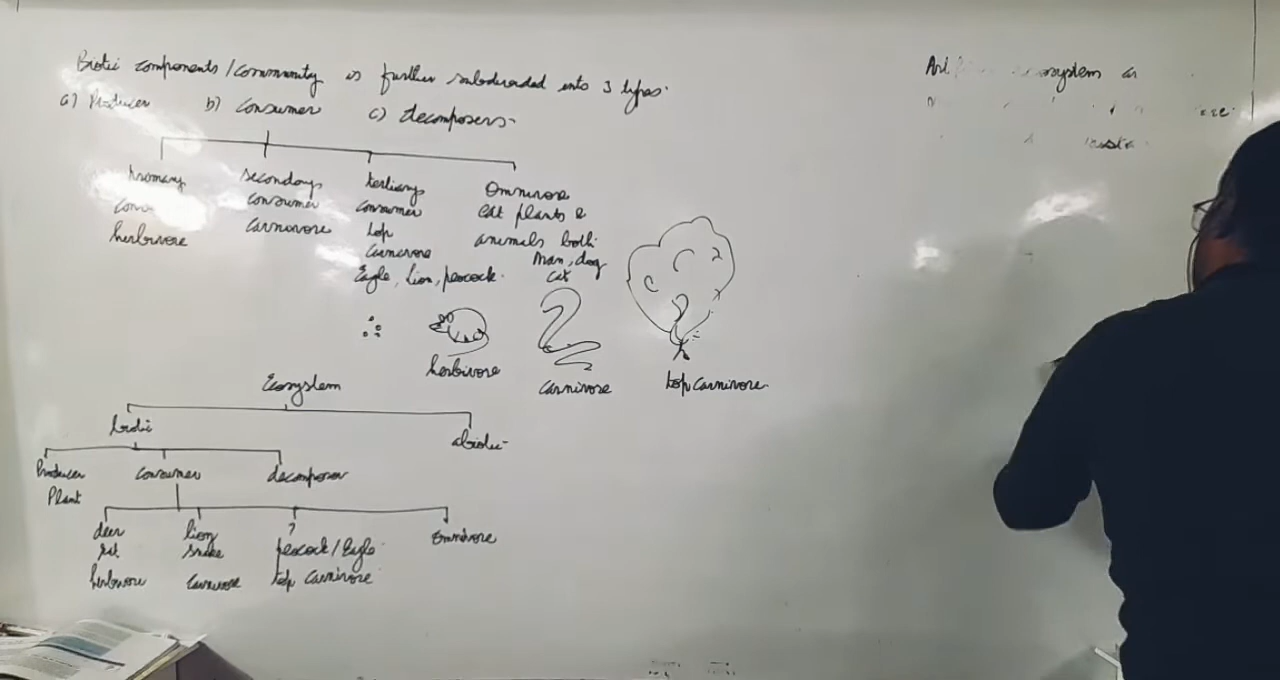 Biotic components/community is further subdivided into 3 types.
a) Producer b) Consumer c) decomposers-
primary secondary tertiary Omnivore
consumer consumer eat plants &
herbivore carnivore top animals both
Carnivore Man, dog
Eagle, Lion, peacock. cat
herbivore carnivore top carnivore
Ecosystem
biotic abiotic
Producer consumer decomposer
Plant
deer lion ? Omnivore
rat snake peacock/Eagle
herbivore Carnivore top Carnivore